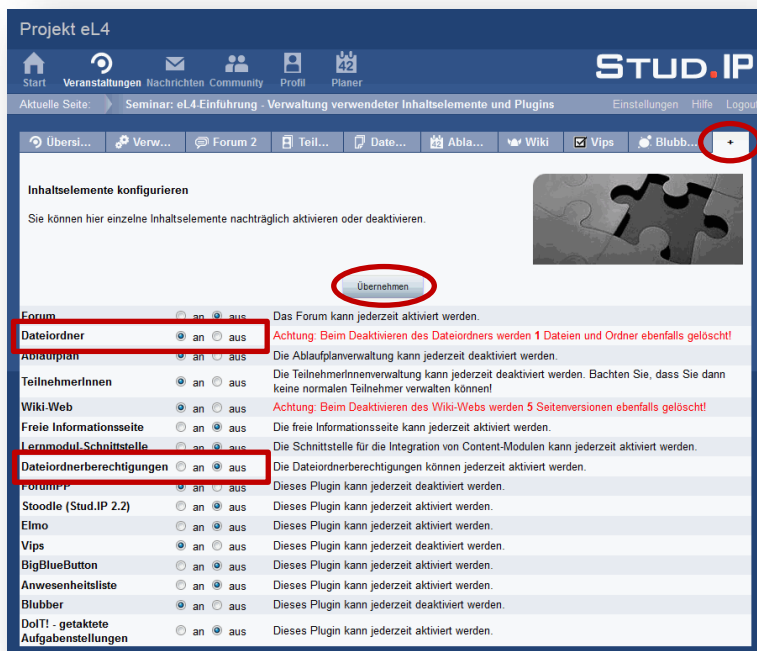 Projekt eL4
Start Veranstaltungen Nachrichten Community Profil 42 Planer
STUD.IP
Aktuelle Seite: Seminar: eL4-Einführung - Verwaltung verwendeter Inhaltselemente und Plugins Einstellungen Hilfe Logout
Übersi... Verw... Forum 2 Teil... Date... 42 Abla... Wiki Vips Blubb... +
Inhaltselemente konfigurieren
Sie können hier einzelne Inhaltselemente nachträglich aktivieren oder deaktivieren.
Übernehmen
Forum an aus Das Forum kann jederzeit aktiviert werden.
Dateiordner an aus Achtung: Beim Deaktivieren des Dateiordners werden 1 Dateien und Ordner ebenfalls gelöscht!
Ablaufplan an aus Die Ablaufplanverwaltung kann jederzeit deaktiviert werden.
TeilnehmerInnen an aus Die TeilnehmerInnenverwaltung kann jederzeit deaktiviert werden. Bachten Sie, dass Sie dann
keine normalen Teilnehmer verwalten können!
Wiki-Web an aus Achtung: Beim Deaktivieren des Wiki-Webs werden 5 Seitenversionen ebenfalls gelöscht!
Freie Informationsseite an aus Die freie Informationsseite kann jederzeit aktiviert werden.
Lernmodul-Schnittstelle an aus Die Schnittstelle für die Integration von Content-Modulen kann jederzeit aktiviert werden.
Dateiordnerberechtigungen an aus Die Dateiordnerberechtigungen können jederzeit aktiviert werden.
ForumPP an aus Dieses Plugin kann jederzeit deaktiviert werden.
Stoodle (Stud.IP 2.2) an aus Dieses Plugin kann jederzeit aktiviert werden.
Elmo an aus Dieses Plugin kann jederzeit aktiviert werden.
Vips an aus Dieses Plugin kann jederzeit deaktiviert werden.
BigBlueButton an aus Dieses Plugin kann jederzeit aktiviert werden.
Anwesenheitsliste an aus Dieses Plugin kann jederzeit aktiviert werden.
Blubber an aus Dieses Plugin kann jederzeit deaktiviert werden.
DoIT! - getaktete
Aufgabenstellungen an aus Dieses Plugin kann jederzeit aktiviert werden.